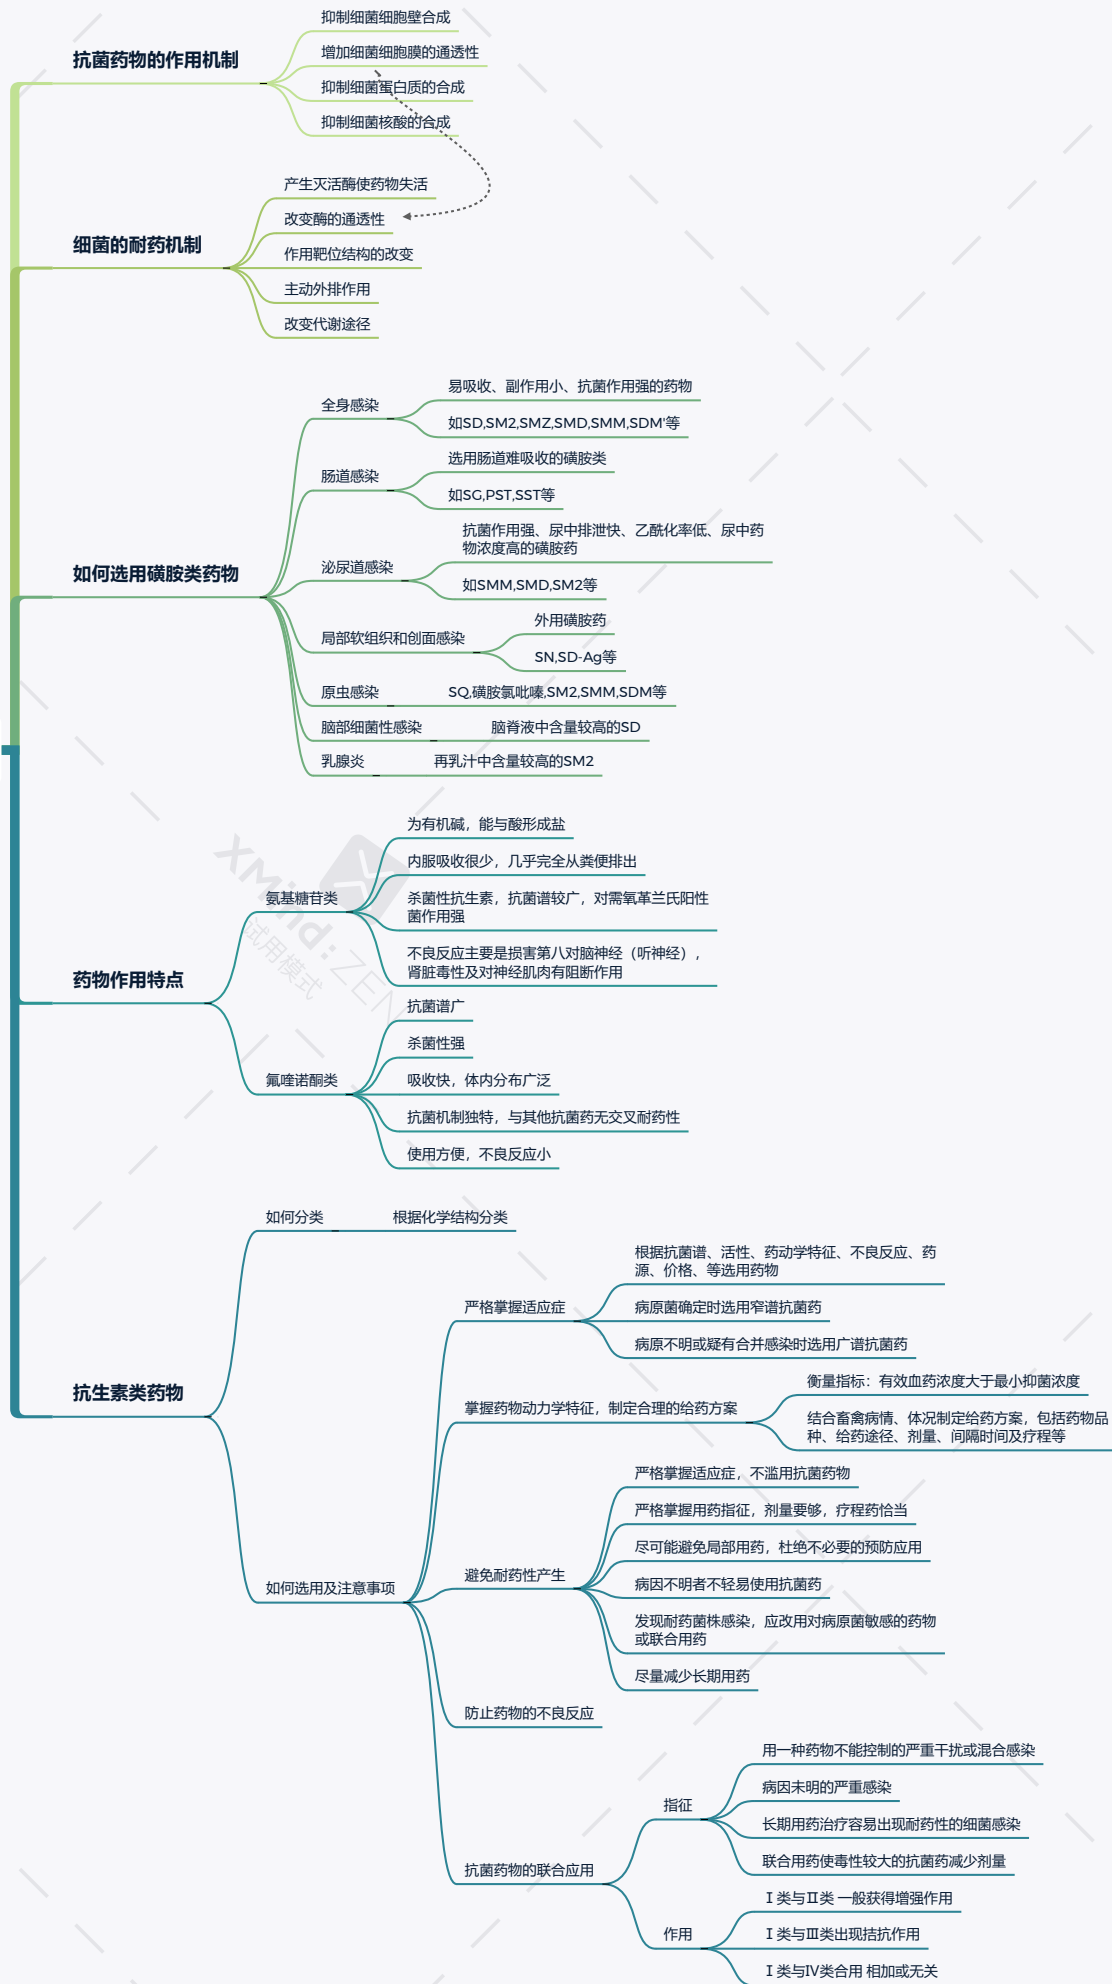 抗菌药物的作用机制
抑制细菌细胞壁合成
增加细菌细胞膜的通透性
抑制细菌蛋白质的合成
抑制细菌核酸的合成
细菌的耐药机制
产生灭活酶使药物失活
改变酶的通透性
作用靶位结构的改变
主动外排作用
改变代谢途径
如何选用磺胺类药物
全身感染
易吸收、副作用小、抗菌作用强的药物
如SD,SM2,SMZ,SMD,SMM,SDM'等
肠道感染
选用肠道难吸收的磺胺类
如SG,PST,SST等
泌尿道感染
抗菌作用强、尿中排泄快、乙酰化率低、尿中药
物浓度高的磺胺药
如SMM,SMD,SM2等
局部软组织和创面感染
外用磺胺药
SN,SD-Ag等
原虫感染
SQ,磺胺氯吡嗪,SM2,SMM,SDM等
脑部细菌性感染
脑脊液中含量较高的SD
乳腺炎
再乳汁中含量较高的SM2
药物作用特点
氨基糖苷类
为有机碱，能与酸形成盐
内服吸收很少，几乎完全从粪便排出
杀菌性抗生素，抗菌谱较广，对需氧革兰氏阳性
菌作用强
不良反应主要是损害第八对脑神经（听神经），
肾脏毒性及对神经肌肉有阻断作用
氟喹诺酮类
抗菌谱广
杀菌性强
吸收快，体内分布广泛
抗菌机制独特，与其他抗菌药无交叉耐药性
使用方便，不良反应小
XMind:ZEN
试用模式
抗生素类药物
如何分类
根据化学结构分类
如何选用及注意事项
严格掌握适应症
根据抗菌谱、活性、药动学特征、不良反应、药
源、价格、等选用药物
病原菌确定时选用窄谱抗菌药
病原不明或疑有合并感染时选用广谱抗菌药
掌握药物动力学特征，制定合理的给药方案
衡量指标：有效血药浓度大于最小抑菌浓度
结合畜禽病情、体况制定给药方案，包括药物品
种、给药途径、剂量、间隔时间及疗程等
避免耐药性产生
严格掌握适应症，不滥用抗菌药物
严格掌握用药指征，剂量要够，疗程药恰当
尽可能避免局部用药，杜绝不必要的预防应用
病因不明者不轻易使用抗菌药
发现耐药菌株感染，应改用对病原菌敏感的药物
或联合用药
尽量减少长期用药
防止药物的不良反应
抗菌药物的联合应用
指征
用一种药物不能控制的严重干扰或混合感染
病因未明的严重感染
长期用药治疗容易出现耐药性的细菌感染
联合用药使毒性较大的抗菌药减少剂量
作用
Ⅰ类与Ⅱ类 一般获得增强作用
Ⅰ类与Ⅲ类出现拮抗作用
Ⅰ类与Ⅳ类合用 相加或无关